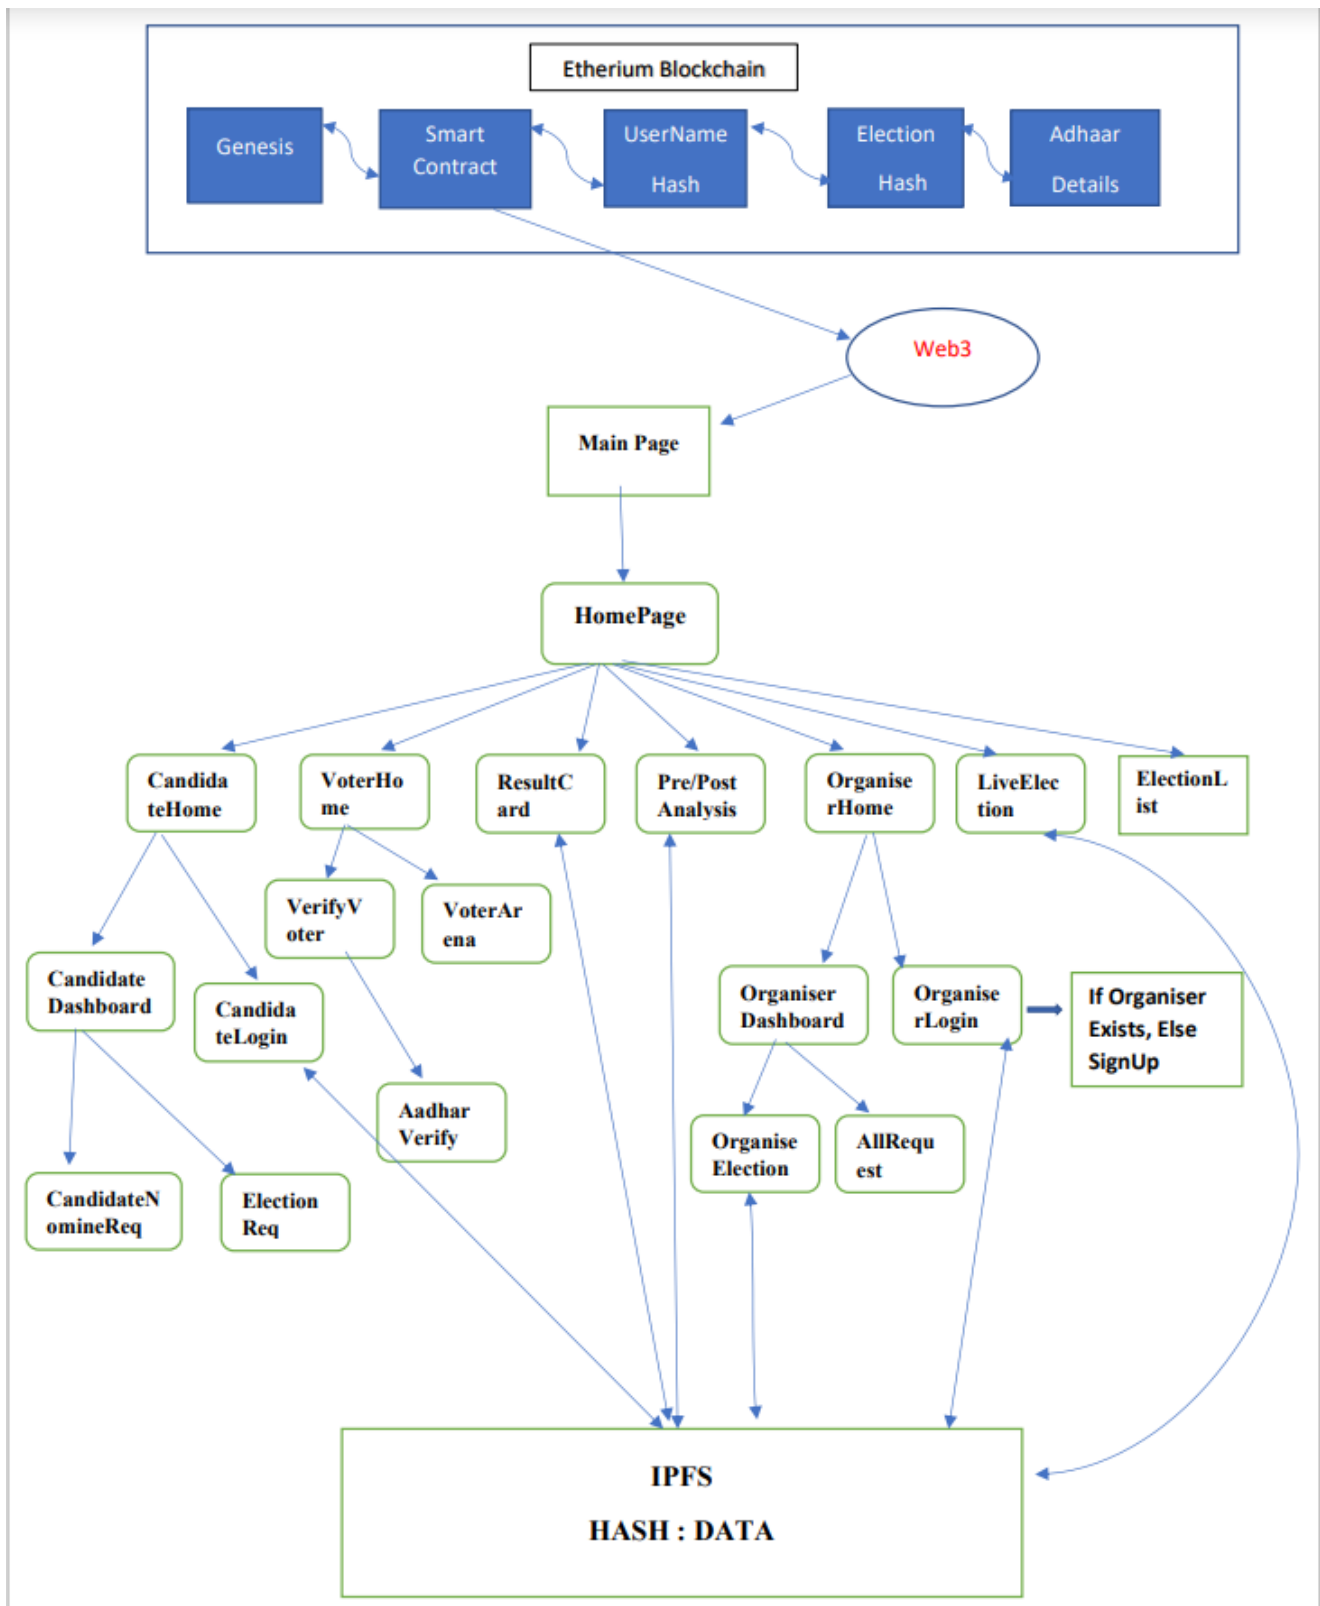 Etherium Blockchain
Genesis
Smart
Contract
UserName
Hash
Election
Hash
Adhaar
Details
Web3
Main Page
HomePage
Candida
teHome
VoterHo
me
ResultC
ard
Pre/Post
Analysis
Organise
rHome
LiveElec
tion
ElectionL
ist
VerifyV
oter
VoterAr
ena
Candidate
Dashboard
Candida
teLogin
Organiser
Dashboard
Organise
rLogin
If Organiser
Exists, Else
SignUp
Aadhar
Verify
Organise
Election
AllRequ
est
CandidateN
omineReq
Election
Req
IPFS
HASH : DATA